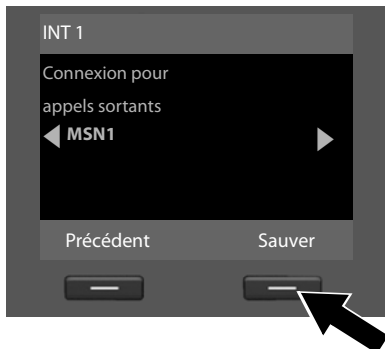 INT 1
Connexion pour
appels sortants
MSN1
Précédent Sauver